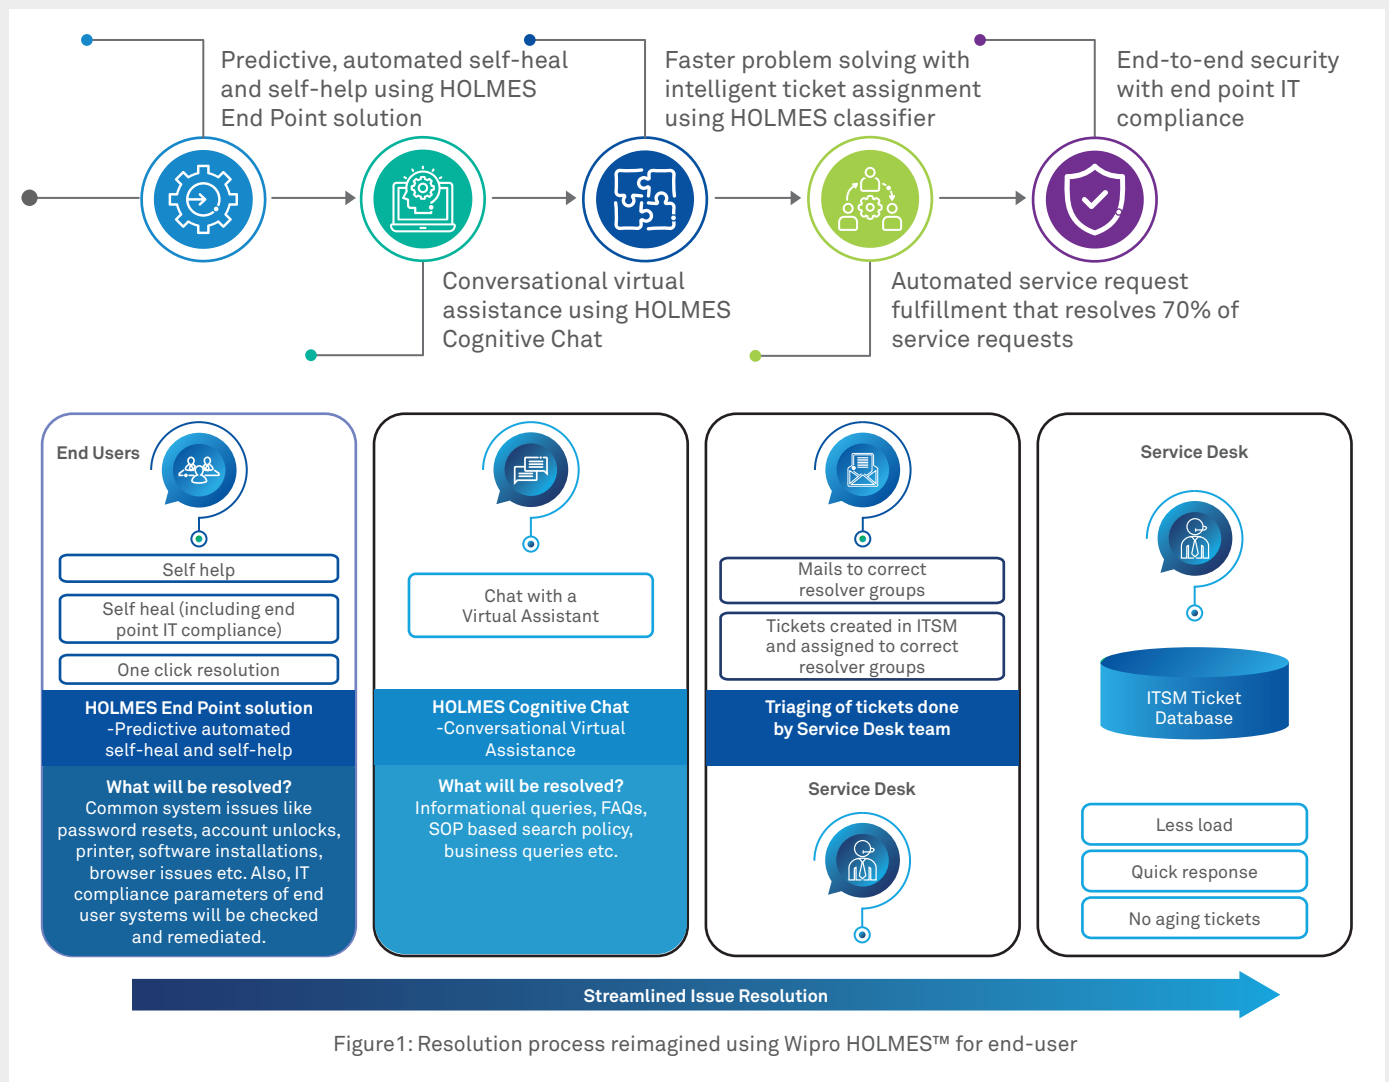 Predictive, automated self-heal
and self-help using HOLMES
End Point solution
Faster problem solving with
intelligent ticket assignment
using HOLMES classifier
End-to-end security
with end point IT
compliance
Conversational virtual
assistance using HOLMES
Cognitive Chat
Automated service request
fulfillment that resolves 70% of
service requests
End Users
Self help
Self heal (including end
point IT compliance)
One click resolution
HOLMES End Point solution
-Predictive automated
self-heal and self-help
What will be resolved?
Common system issues like
password resets, account unlocks,
printer, software installations,
browser issues etc. Also, IT
compliance parameters of end
user systems will be checked
and remediated.
Chat with a
Virtual Assistant
HOLMES Cognitive Chat
-Conversational Virtual
Assistance
What will be resolved?
Informational queries, FAQs,
SOP based search policy,
business queries etc.
Mails to correct
resolver groups
Tickets created in ITSM
and assigned to correct
resolver groups
Triaging of tickets done
by Service Desk team
Service Desk
Service Desk
ITSM Ticket
Database
Less load
Quick response
No aging tickets
Streamlined Issue Resolution
Figure1: Resolution process reimagined using Wipro HOLMES™ for end-user